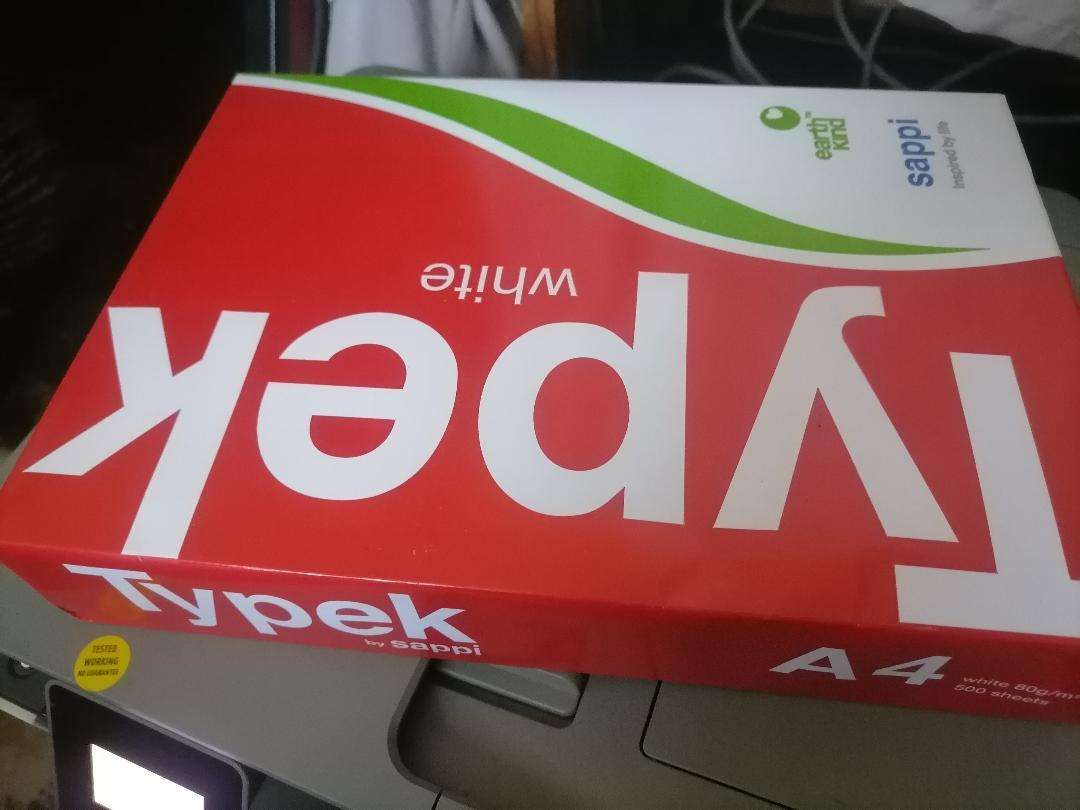 earth
kind™
sappi
Inspired by life
white
Typek
Typek
by sappi
A4
white 80g/m²
500 sheets
TESTED
WORKING
NO GUARANTEE